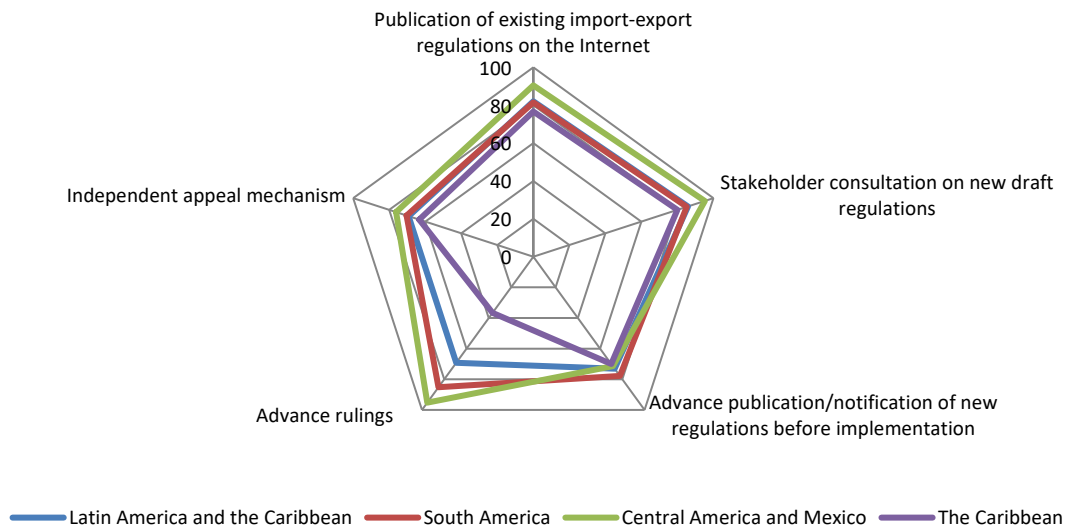 Publication of existing import-export
regulations on the Internet
100
80
60
40
20
0
Independent appeal mechanism
Stakeholder consultation on new draft
regulations
Advance rulings
Advance publication/notification of new
regulations before implementation
Latin America and the Caribbean South America Central America and Mexico The Caribbean